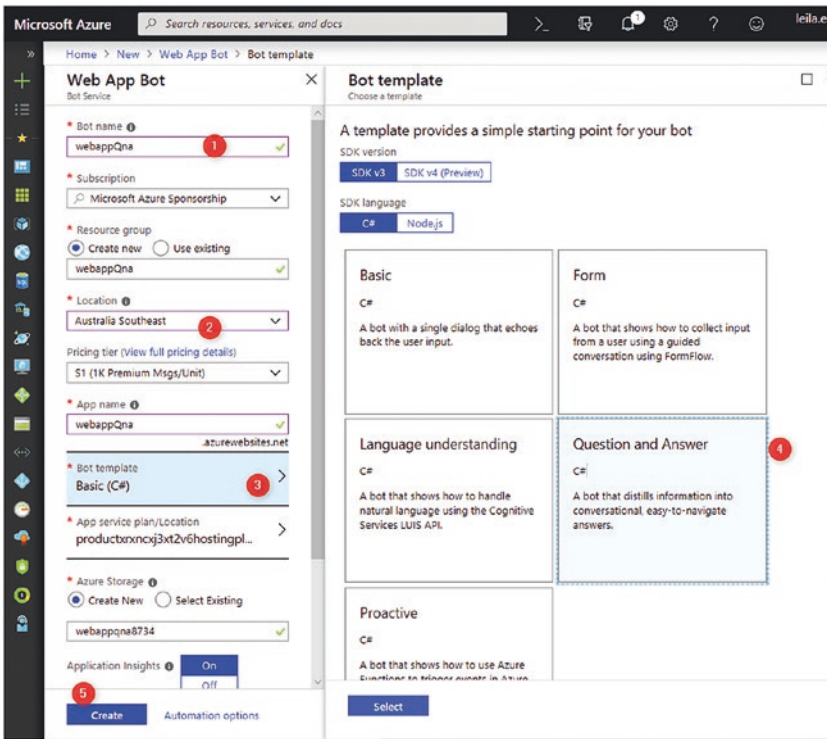 Microsoft Azure
Search resources, services, and docs
1
leila.e
Home > New > Web App Bot > Bot template
Web App Bot
Bot Service
* Bot name
webappQna
1
* Subscription
Microsoft Azure Sponsorship
* Resource group
Create new Use existing
webappQna
* Location
Australia Southeast
2
Pricing tier (View full pricing details)
S1 (1K Premium Msgs/Unit)
* App name
webappQna
.azurewebsites.net
* Bot template
Basic (C#)
3
* App service plan/Location
productxrxncxj3xt2v6hostingpl...
* Azure Storage
Create New Select Existing
webappqna8734
Application Insights On
Off
5
Create Automation options
Bot template
Choose a template
A template provides a simple starting point for your bot
SDK version
SDK v3 SDK v4 (Preview)
SDK language
C# Node.js
Basic
C#
A bot with a single dialog that echoes
back the user input.
Form
C#
A bot that shows how to collect input
from a user using a guided
conversation using FormFlow.
Language understanding
C#
A bot that shows how to handle
natural language using the Cognitive
Services LUIS API.
Question and Answer
4
C#
A bot that distills information into
conversational, easy-to-navigate
answers.
Proactive
C#
A bot that shows how to use Azure
Functions to trigger events in Azure
Select